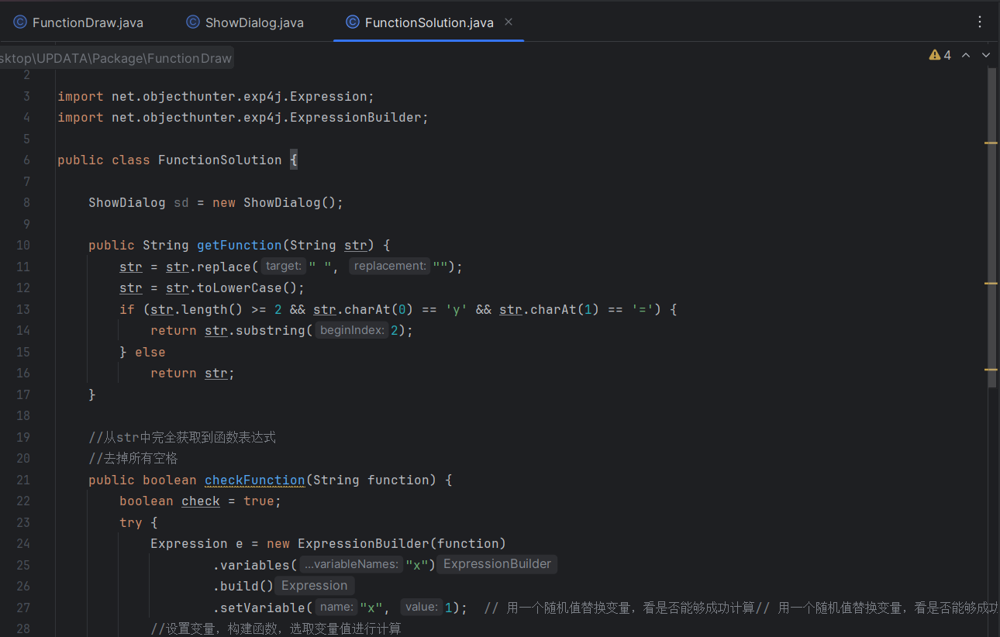 FunctionDraw.java ShowDialog.java FunctionSolution.java
sktop\UPDATA\Package\FunctionDraw 4
2
3 import net.objecthunter.exp4j.Expression;
4 import net.objecthunter.exp4j.ExpressionBuilder;
5
6 public class FunctionSolution {
7
8 ShowDialog sd = new ShowDialog();
9
10 public String getFunction(String str) {
11 str = str.replace( target: " ", replacement: "");
12 str = str.toLowerCase();
13 if (str.length() >= 2 && str.charAt(0) == 'y' && str.charAt(1) == '=') {
14 return str.substring( beginIndex: 2);
15 } else
16 return str;
17 }
18
19 //从str中完全获取到函数表达式
20 //去掉所有空格
21 public boolean checkFunction(String function) {
22 boolean check = true;
23 try {
24 Expression e = new ExpressionBuilder(function)
25 .variables( ...variableNames: "x") ExpressionBuilder
26 .build() Expression
27 .setVariable( name: "x", value: 1); // 用一个随机值替换变量，看是否能够成功计算// 用一个随机值替换变量，看是否能够成功
28 //设置变量，构建函数，选取变量值进行计算